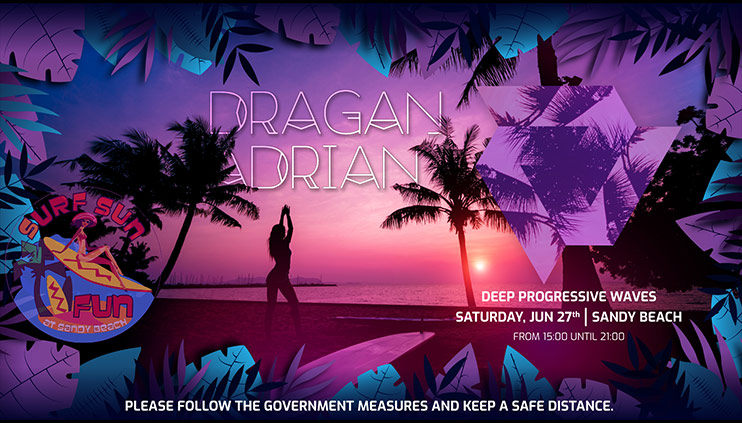 DRAGAN
ADRIAN
SURF SUN
FUN
AT SANDY BEACH
DEEP PROGRESSIVE WAVES
SATURDAY, JUN 27th | SANDY BEACH
FROM 15:00 UNTIL 21:00
PLEASE FOLLOW THE GOVERNMENT MEASURES AND KEEP A SAFE DISTANCE.